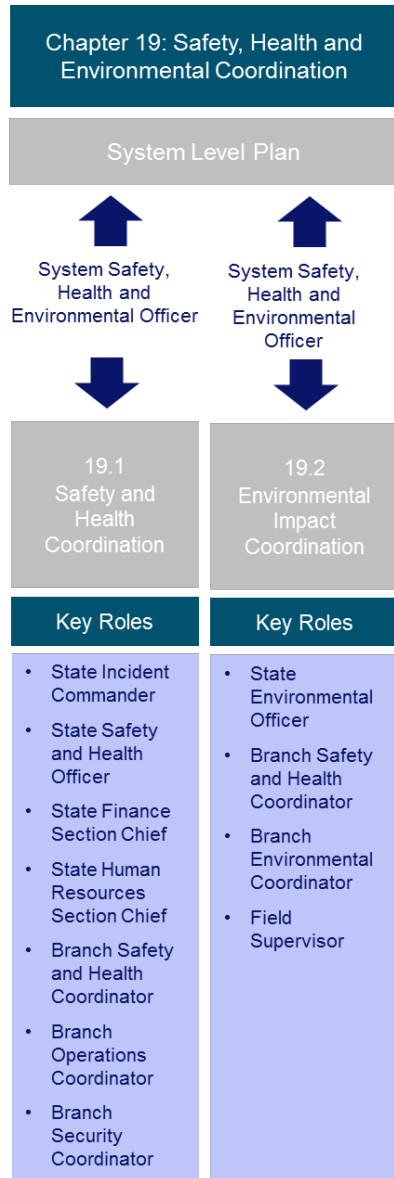 Chapter 19: Safety, Health and
Environmental Coordination
System Level Plan
System Safety,
Health and
Environmental Officer
System Safety,
Health and
Environmental
Officer
19.1
Safety and
Health
Coordination
19.2
Environmental
Impact
Coordination
Key Roles
• State Incident
Commander
• State Safety
and Health
Officer
• State Finance
Section Chief
• State Human
Resources
Section Chief
• Branch Safety
and Health
Coordinator
• Branch
Operations
Coordinator
• Branch
Security
Coordinator
Key Roles
• State
Environmental
Officer
• Branch Safety
and Health
Coordinator
• Branch
Environmental
Coordinator
• Field
Supervisor